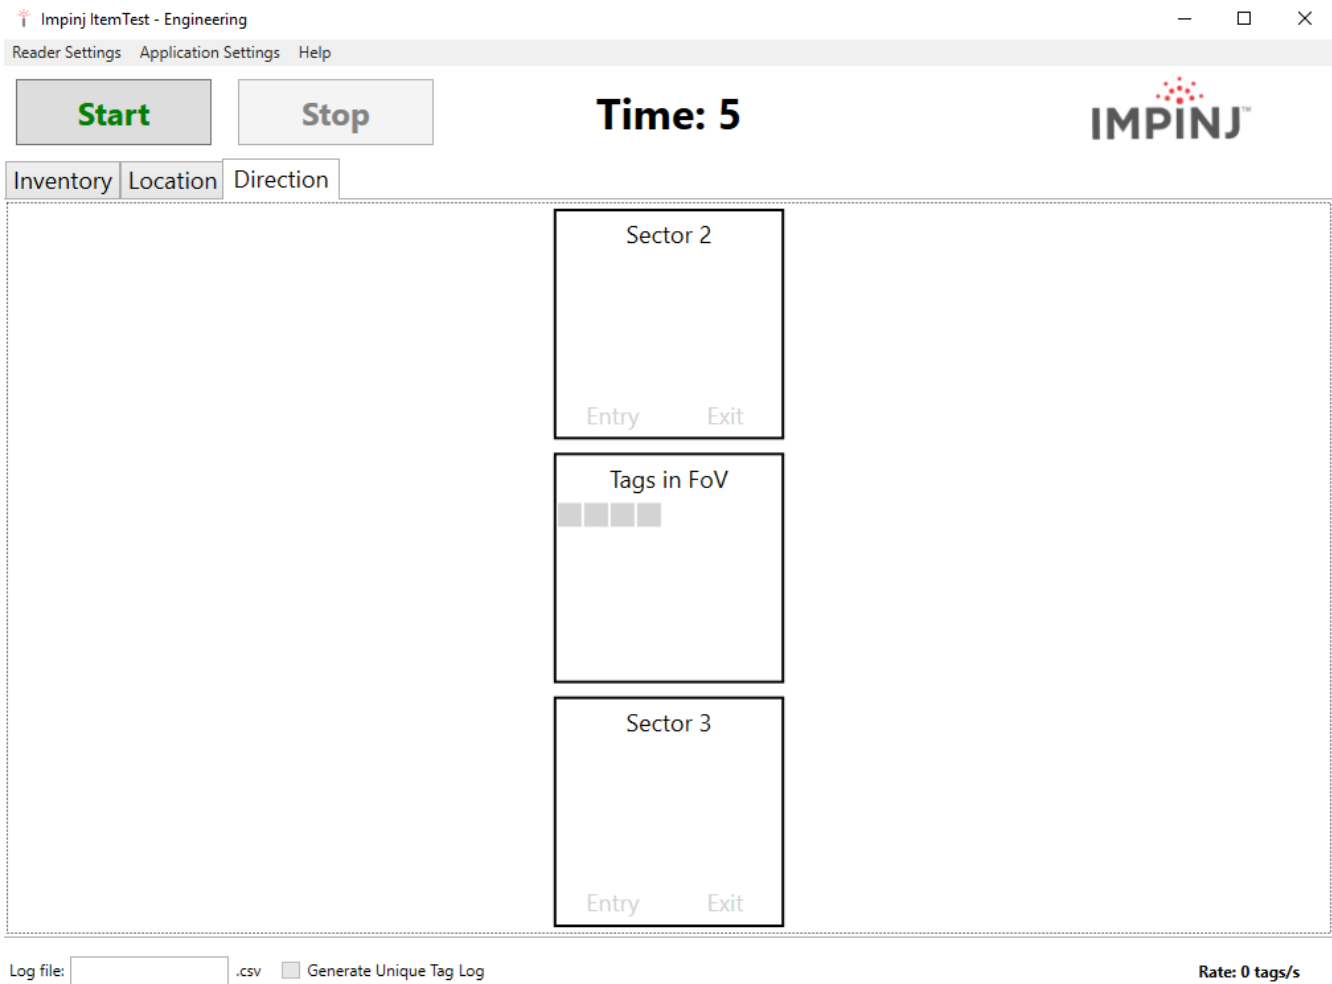 Impinj ItemTest - Engineering
Reader Settings Application Settings Help
Start Stop Time: 5 IMPINJ™
Inventory Location Direction
Sector 2
Entry Exit
Tags in FoV
Sector 3
Entry Exit
Log file: .csv Generate Unique Tag Log Rate: 0 tags/s